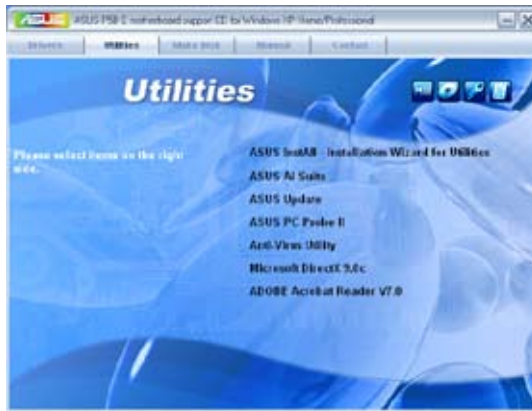 ASUS P5B-E motherboard support CD for Windows XP Home/Professional
Drivers Utilities Make Disk Manual Contact
Utilities
Please select items on the right side.
ASUS InstAll - Installation Wizard for Utilities
ASUS AI Suite
ASUS Update
ASUS PC Probe II
Anti-Virus Utility
Microsoft DirectX 9.0c
ADOBE Acrobat Reader V7.0